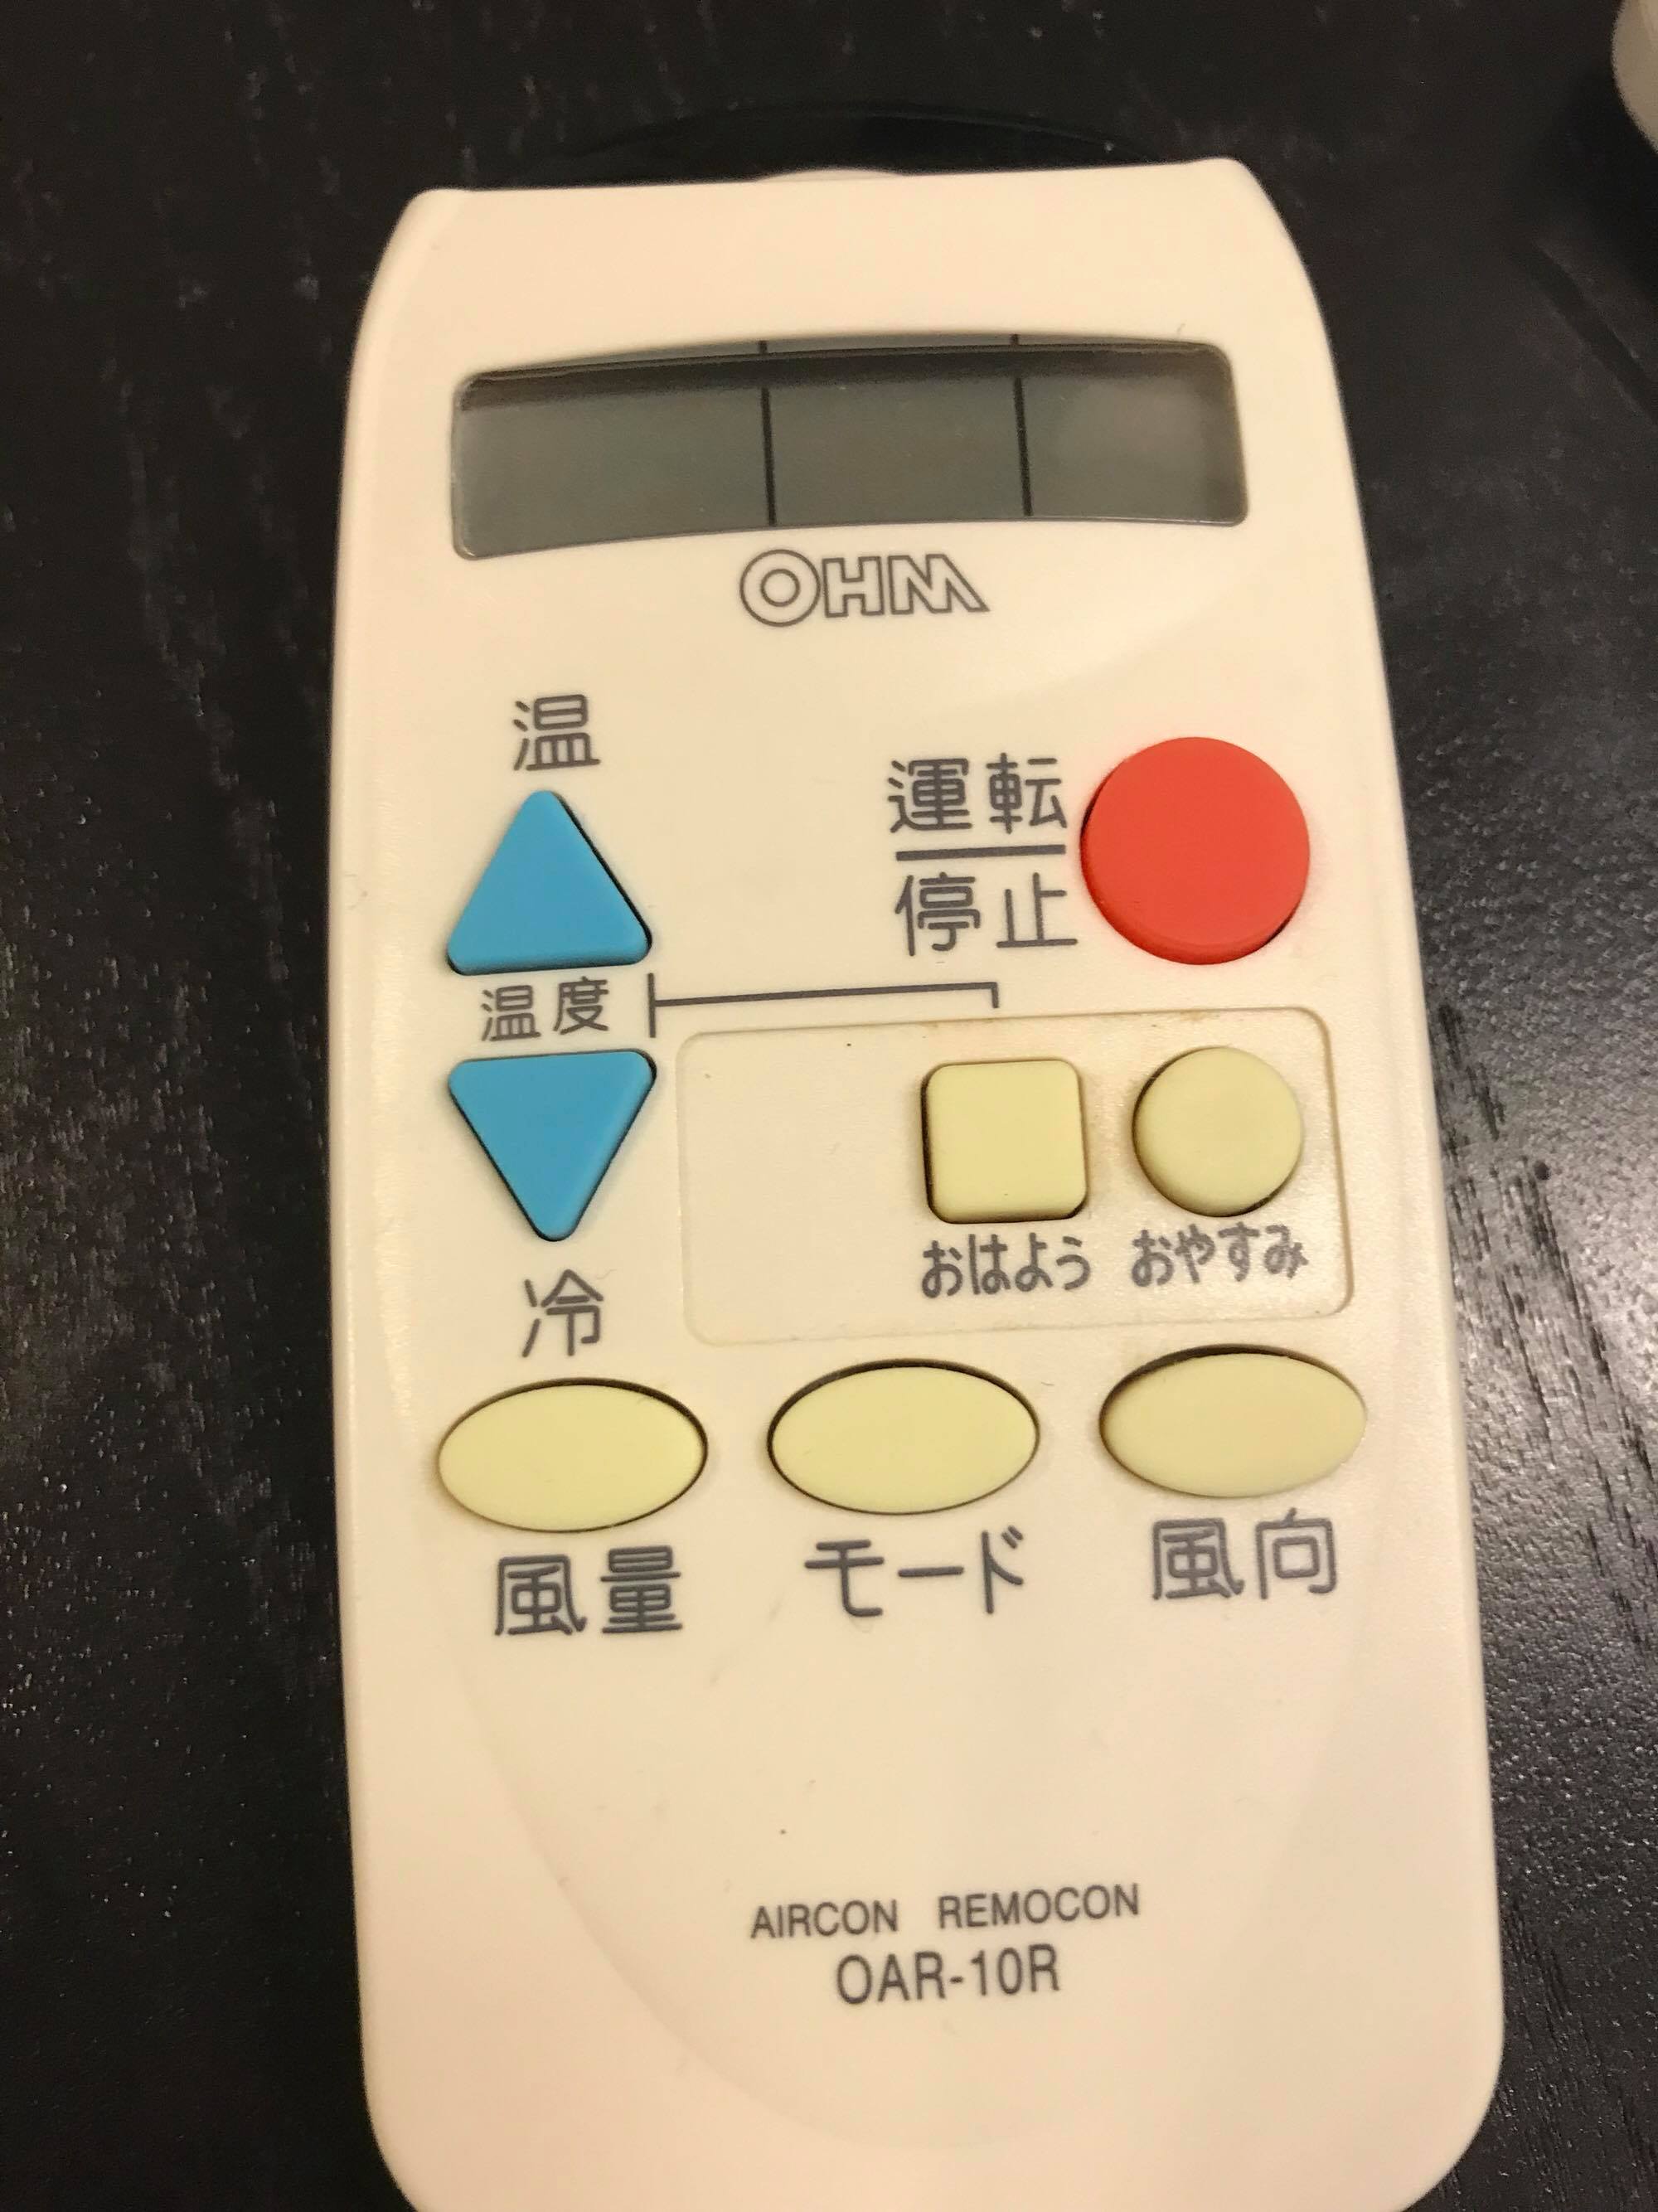 OHM
温
運転
停止
温度
おはよう おやすみ
冷
風量 モード 風向
AIRCON REMOCON
OAR-10R